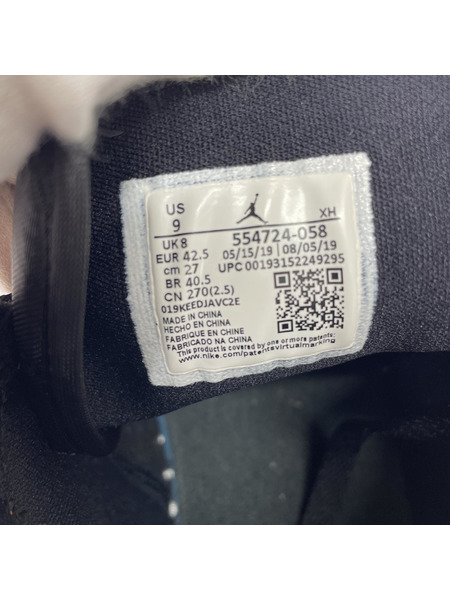 US
9
XH
UK 8
554724-058
EUR 42.5
05/15/19 08/05/19
cm 27
UPC 00193152249295
BR 40.5
CN 270(2.5)
019KEEDJAVC2E
MADE IN CHINA
HECHO EN CHINA
FABRIQUE EN CHINE
FABRICADO NA CHINA
This product is covered by one or more patents:
www.nike.com/patentsvirtualmarking